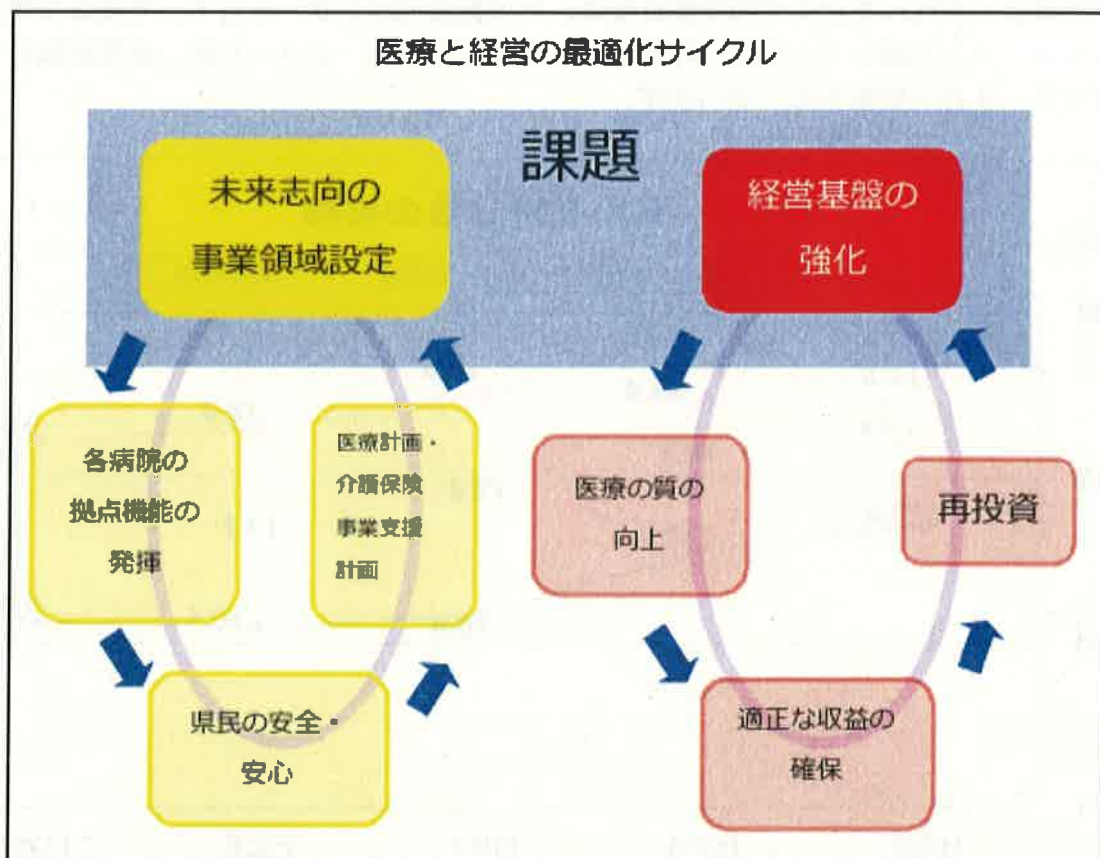 医療と経営の最適化サイクル
課題
未来志向の
事業領域設定
経営基盤の
強化
各病院の
拠点機能の
発揮
医療計画・
介護保険
事業支援
計画
県民の安全・
安心
医療の質の
向上
再投資
適正な収益の
確保